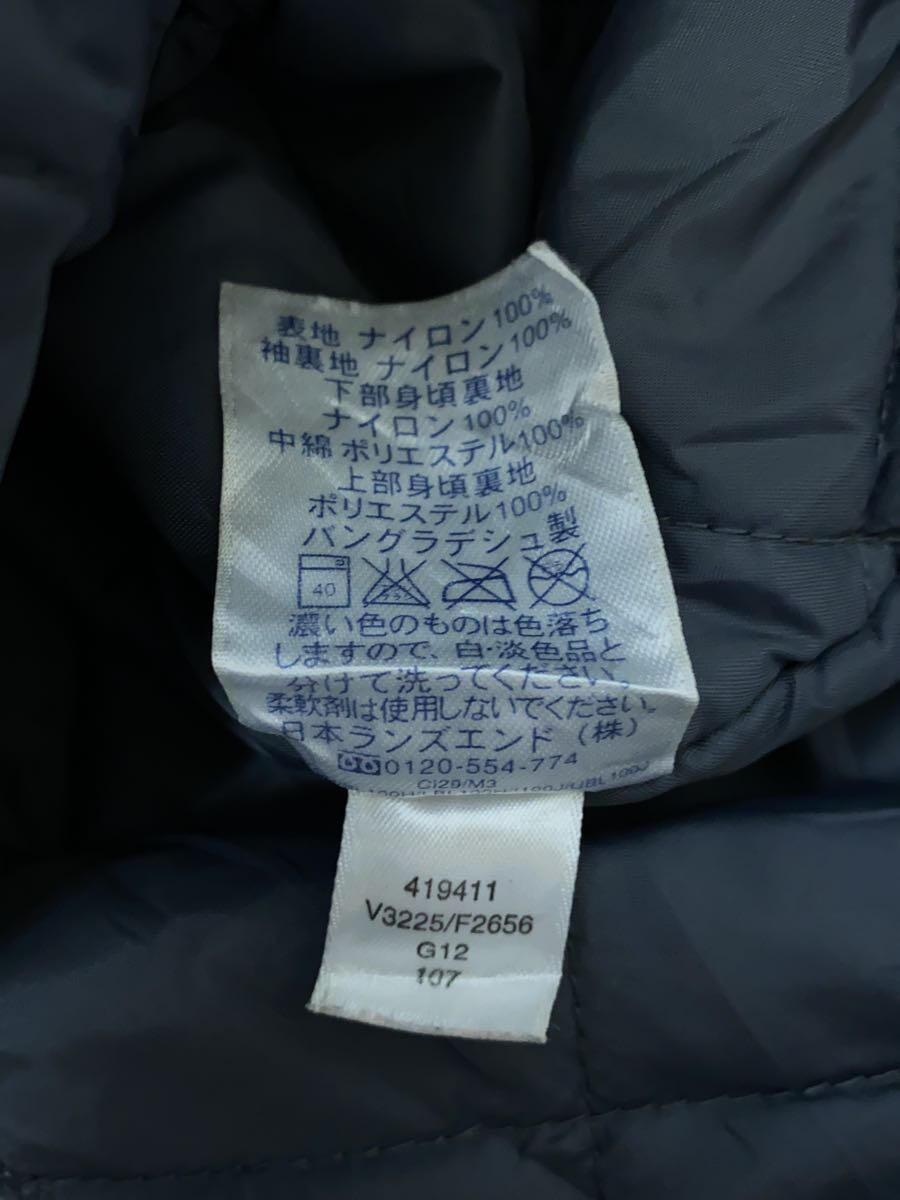 表地 ナイロン100%
袖裏地 ナイロン100%
下部身頃裏地
ナイロン100%
中綿 ポリエステル100%
上部身頃裏地
ポリエステル100%
バングラデシュ製
40
濃い色のものは色落ち
しますので、白・淡色品と
分けて洗ってください。
柔軟剤は使用しないでください。
日本ランズエンド（株）
0120-554-774
CI29/M3
419411
V3225/F2656
G12
107